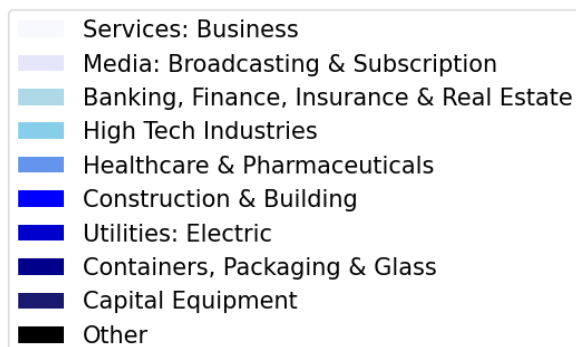 Services: Business
Media: Broadcasting & Subscription
Banking, Finance, Insurance & Real Estate
High Tech Industries
Healthcare & Pharmaceuticals
Construction & Building
Utilities: Electric
Containers, Packaging & Glass
Capital Equipment
Other